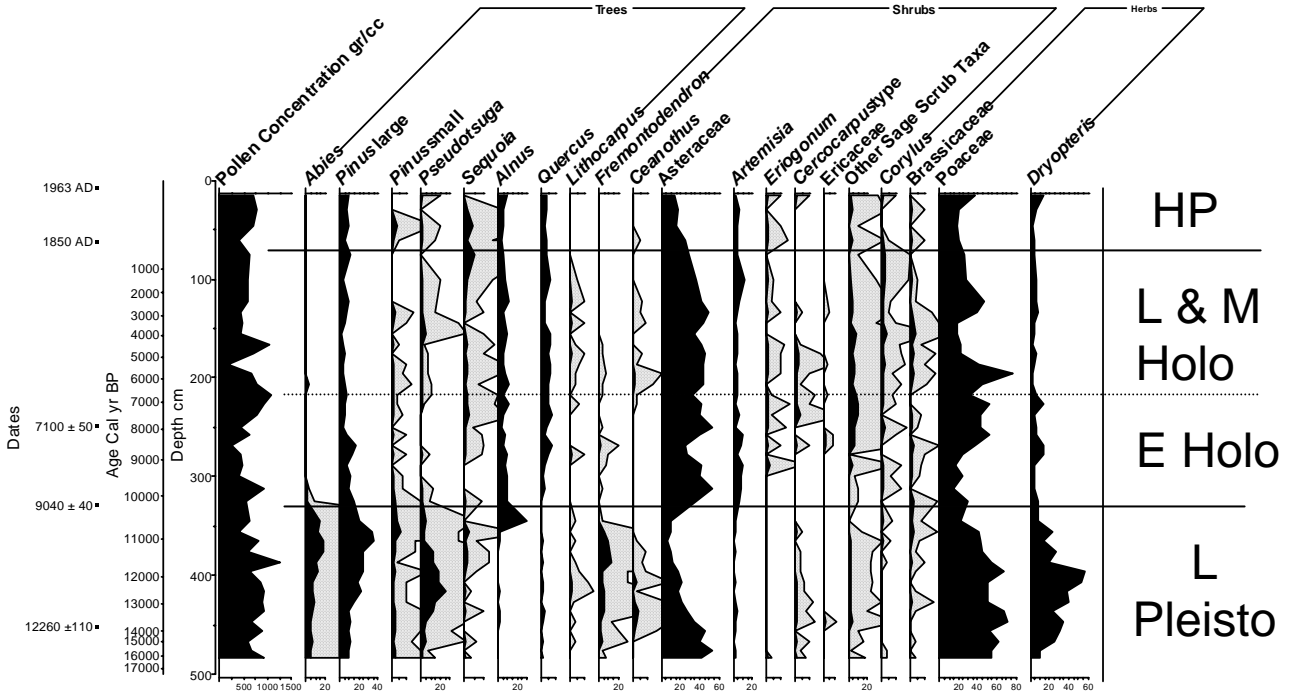 Trees Shrubs Herbs
Pollen Concentration gr/cc
Abies
Pinus large
Pinus small
Pseudotsuga
Sequoia
Alnus
Quercus
Lithocarpus
Fremontodendron
Ceanothus
Asteraceae
Artemisia
Eriogonum
Cercocarpus type
Ericaceae
Other Sage Scrub Taxa
Corylus
Brassicaceae
Poaceae
Dryopteris
Dates
1963 AD
1850 AD
7100 ± 50
9040 ± 40
12260 ±110
Age Cal yr BP
1000
2000
3000
4000
5000
6000
7000
8000
9000
10000
11000
12000
13000
14000
15000
16000
17000
Depth cm
0
100
200
300
400
500
HP
L & M
Holo
E Holo
L
Pleisto
500 1000 1500 20 20 40 20 20 20 20 40 60 20 20 40 60 80 20 40 60